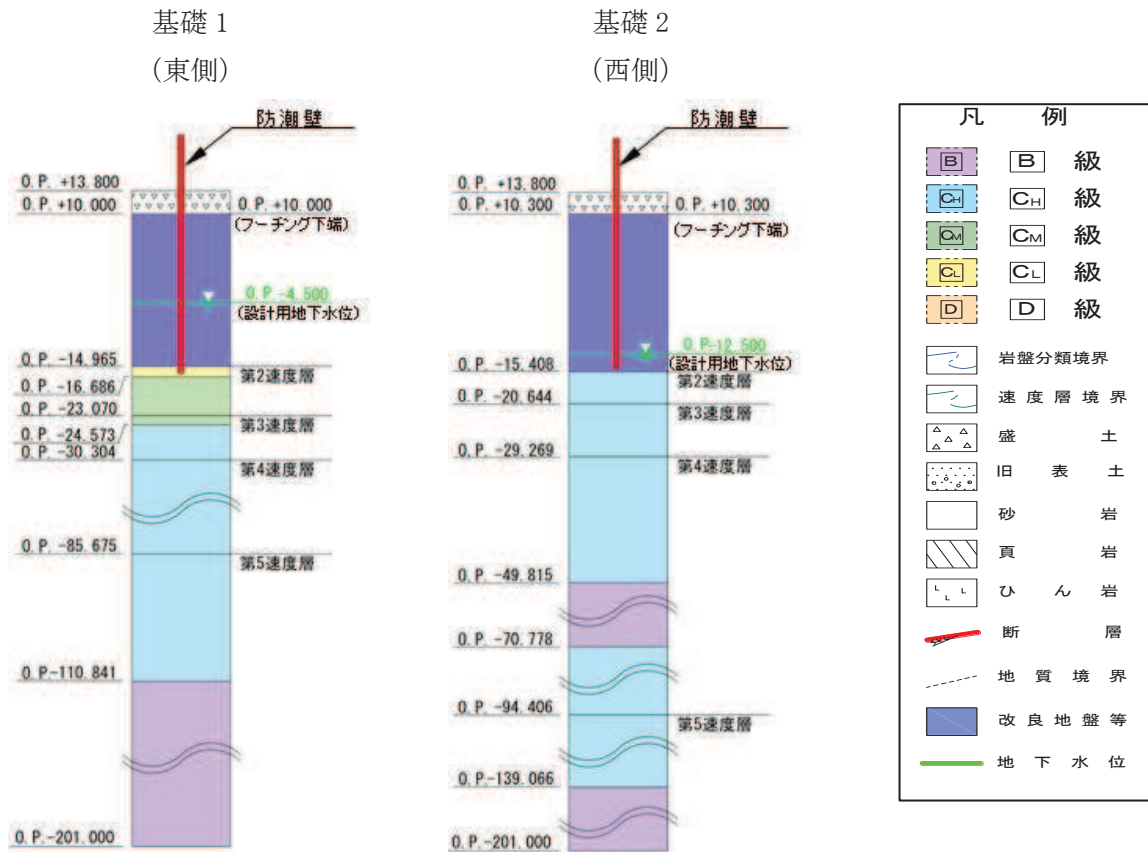 基礎 1
(東側)
防潮壁
O.P. +13.800
O.P. +10.000
O.P. +10.000
(フーチング下端)
O.P. -4.500
(設計用地下水位)
O.P. -14.965
第2速度層
O.P. -16.686
O.P. -23.070
第3速度層
O.P. -24.573
O.P. -30.304
第4速度層
O.P. -85.675
第5速度層
O.P.-110.841
O.P.-201.000
基礎 2
(西側)
防潮壁
O.P. +13.800
O.P. +10.300
O.P. +10.300
(フーチング下端)
O.P.-12.500
(設計用地下水位)
O.P. -15.408
第2速度層
O.P. -20.644
第3速度層
O.P. -29.269
第4速度層
O.P. -49.815
O.P. -70.778
O.P. -94.406
第5速度層
O.P.-139.066
O.P.-201.000
凡 例
B B 級
CH CH 級
CM CM 級
CL CL 級
D D 級
岩盤分類境界
速度層境界
盛 土
旧 表 土
砂 岩
頁 岩
ひ ん 岩
断 層
地 質 境 界
改 良 地 盤 等
地 下 水 位